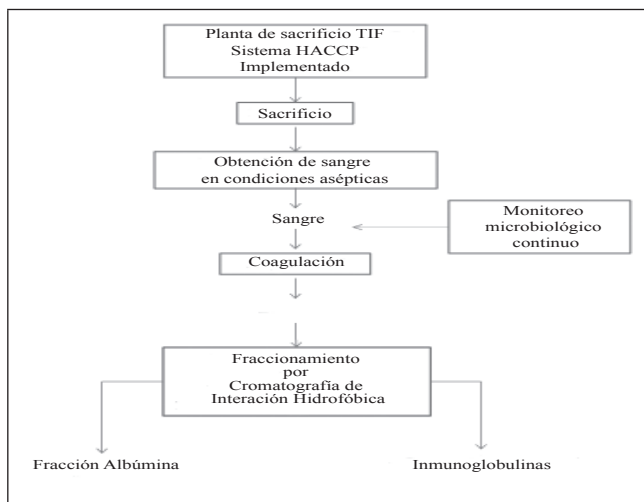 Planta de sacrificio TIF
Sistema HACCP
Implementado
Sacrificio
Obtención de sangre
en condiciones asépticas
Sangre
Monitoreo
microbiológico
continuo
Coagulación
Fraccionamiento
por
Cromatografía de
Interación Hidrofóbica
Fracción Albúmina
Inmunoglobulinas